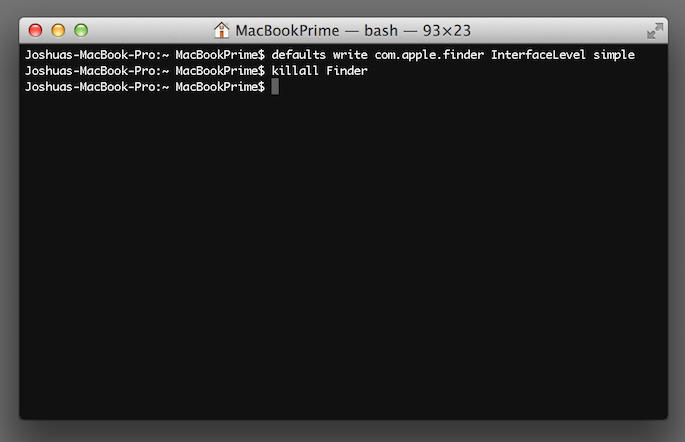 MacBookPrime — bash — 93×23
Joshuas-MacBook-Pro:~ MacBookPrime$ defaults write com.apple.finder InterfaceLevel simple
Joshuas-MacBook-Pro:~ MacBookPrime$ killall Finder
Joshuas-MacBook-Pro:~ MacBookPrime$